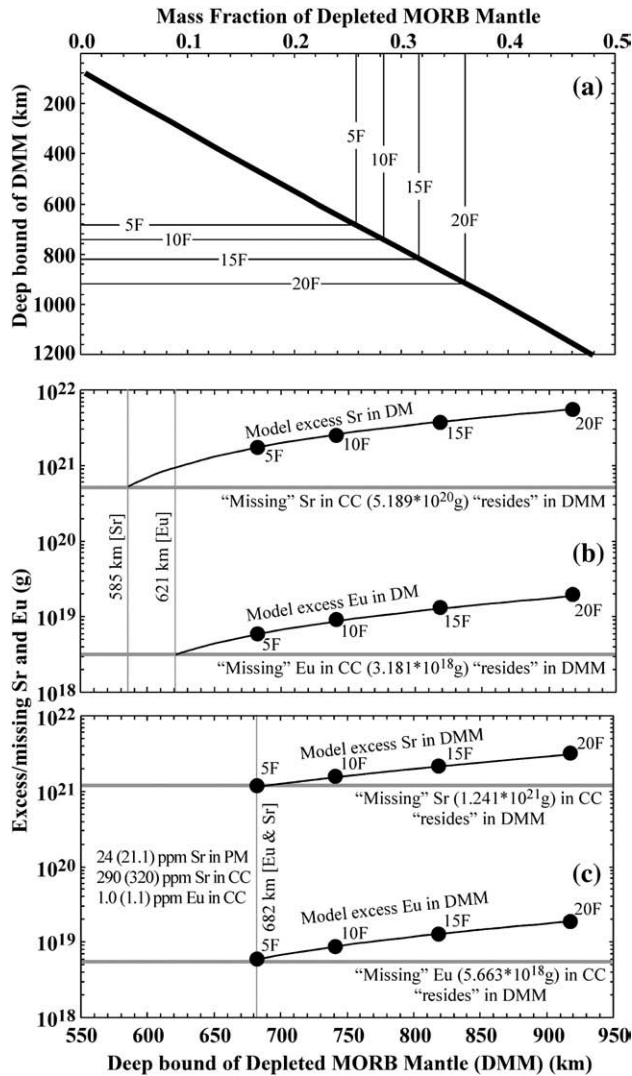 Mass Fraction of Depleted MORB Mantle
0.0 0.1 0.2 0.3 0.4 0.5
(a)
Deep bound of DMM (km)
200
400
600
800
1000
1200
5F
10F
15F
20F
5F
10F
15F
20F
Excess/missing Sr and Eu (g)
10²²
10²¹
10²⁰
10¹⁹
10¹⁸
Model excess Sr in DM
5F
10F
15F
20F
"Missing" Sr in CC (5.189*10²⁰g) "resides" in DMM
585 km [Sr]
621 km [Eu]
(b)
Model excess Eu in DM
5F
10F
15F
20F
"Missing" Eu in CC (3.181*10¹⁸g) "resides" in DMM
10²²
10²¹
10²⁰
10¹⁹
10¹⁸
Model excess Sr in DMM
5F
10F
15F
20F
"Missing" Sr (1.241*10²¹g) in CC
"resides" in DMM
682 km [Eu & Sr]
24 (21.1) ppm Sr in PM
290 (320) ppm Sr in CC
1.0 (1.1) ppm Eu in CC
(c)
Model excess Eu in DMM
5F
10F
15F
20F
"Missing" Eu (5.663*10¹⁸g) in CC
"resides" in DMM
550 600 650 700 750 800 850 900 950
Deep bound of Depleted MORB Mantle (DMM) (km)